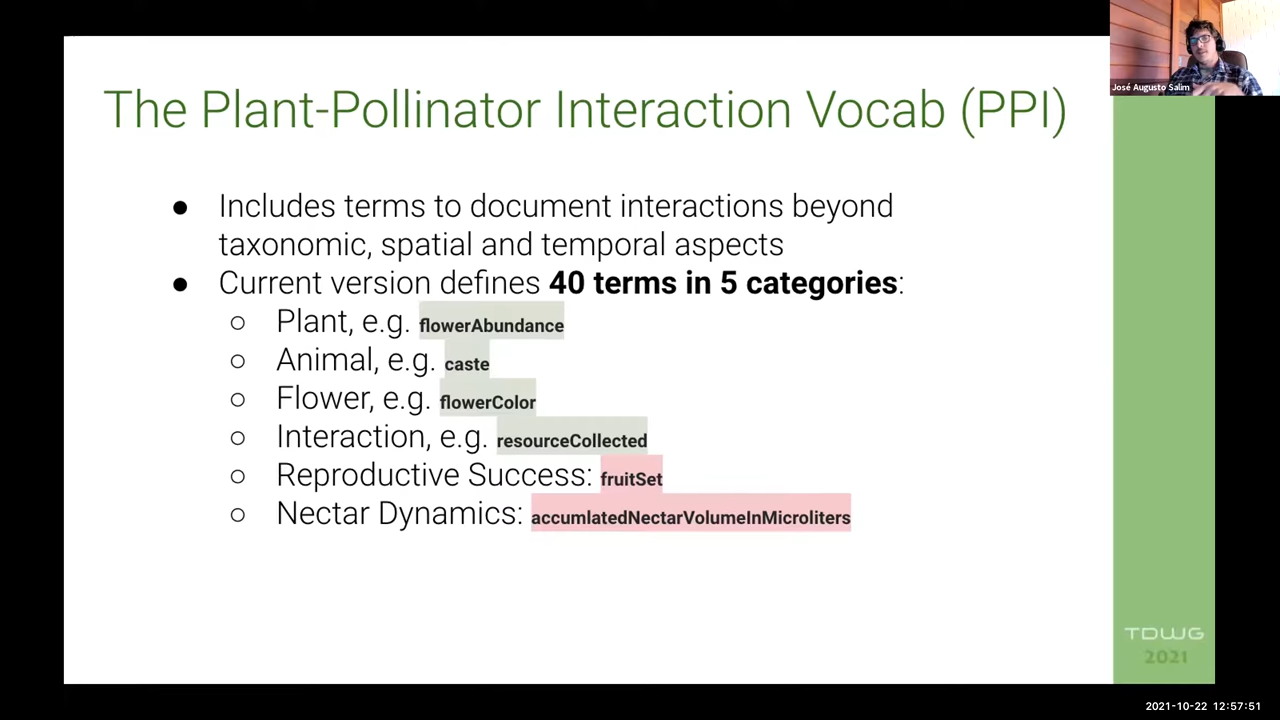 The Plant-Pollinator Interaction Vocab (PPI)
José Augusto Salim
● Includes terms to document interactions beyond
taxonomic, spatial and temporal aspects
● Current version defines 40 terms in 5 categories:
○ Plant, e.g. flowerAbundance
○ Animal, e.g. caste
○ Flower, e.g. flowerColor
○ Interaction, e.g. resourceCollected
○ Reproductive Success: fruitSet
○ Nectar Dynamics: accumlatedNectarVolumeInMicroliters
TDWG
2021
2021-10-22 12:57:51